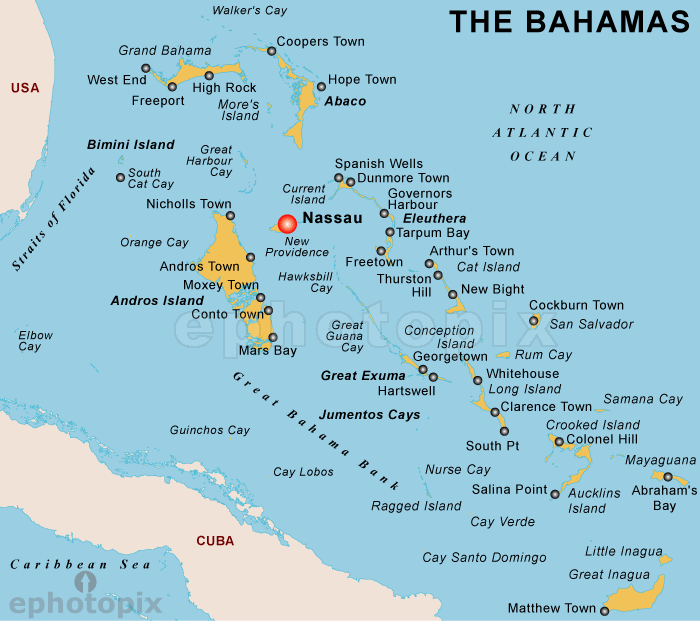 THE BAHAMAS
Walker's Cay
Coopers Town
Grand Bahama
West End
Hope Town
USA
High Rock
Freeport
Abaco
More's
Island
NORTH
ATLANTIC
OCEAN
Bimini Island
Great
Harbour
Cay
South
Cat Cay
Straits of Florida
Spanish Wells
Dunmore Town
Current
Island
Governors
Harbour
Nicholls Town
Nassau
Eleuthera
Tarpum Bay
New
Providence
Orange Cay
Arthur's Town
Freetown
Cat Island
Andros Town
Hawksbill
Cay
Thurston
Hill
Moxey Town
New Bight
Andros Island
Cockburn Town
Conto Town
San Salvador
ephotopix
Great
Guana
Cay
Conception
Island
Elbow
Cay
Mars Bay
Georgetown
Rum Cay
Great Exuma
Whitehouse
Hartswell
Long Island
Great Bahama Bank
Samana Cay
Clarence Town
Jumentos Cays
Crooked Island
Guinchos Cay
Colonel Hill
South Pt
Mayaguana
Cay Lobos
Nurse Cay
Salina Point
Abraham's
Bay
Aucklins
Island
Ragged Island
Cay Verde
CUBA
Little Inagua
Cay Santo Domingo
Caribbean Sea
Great Inagua
ephotopix
Matthew Town